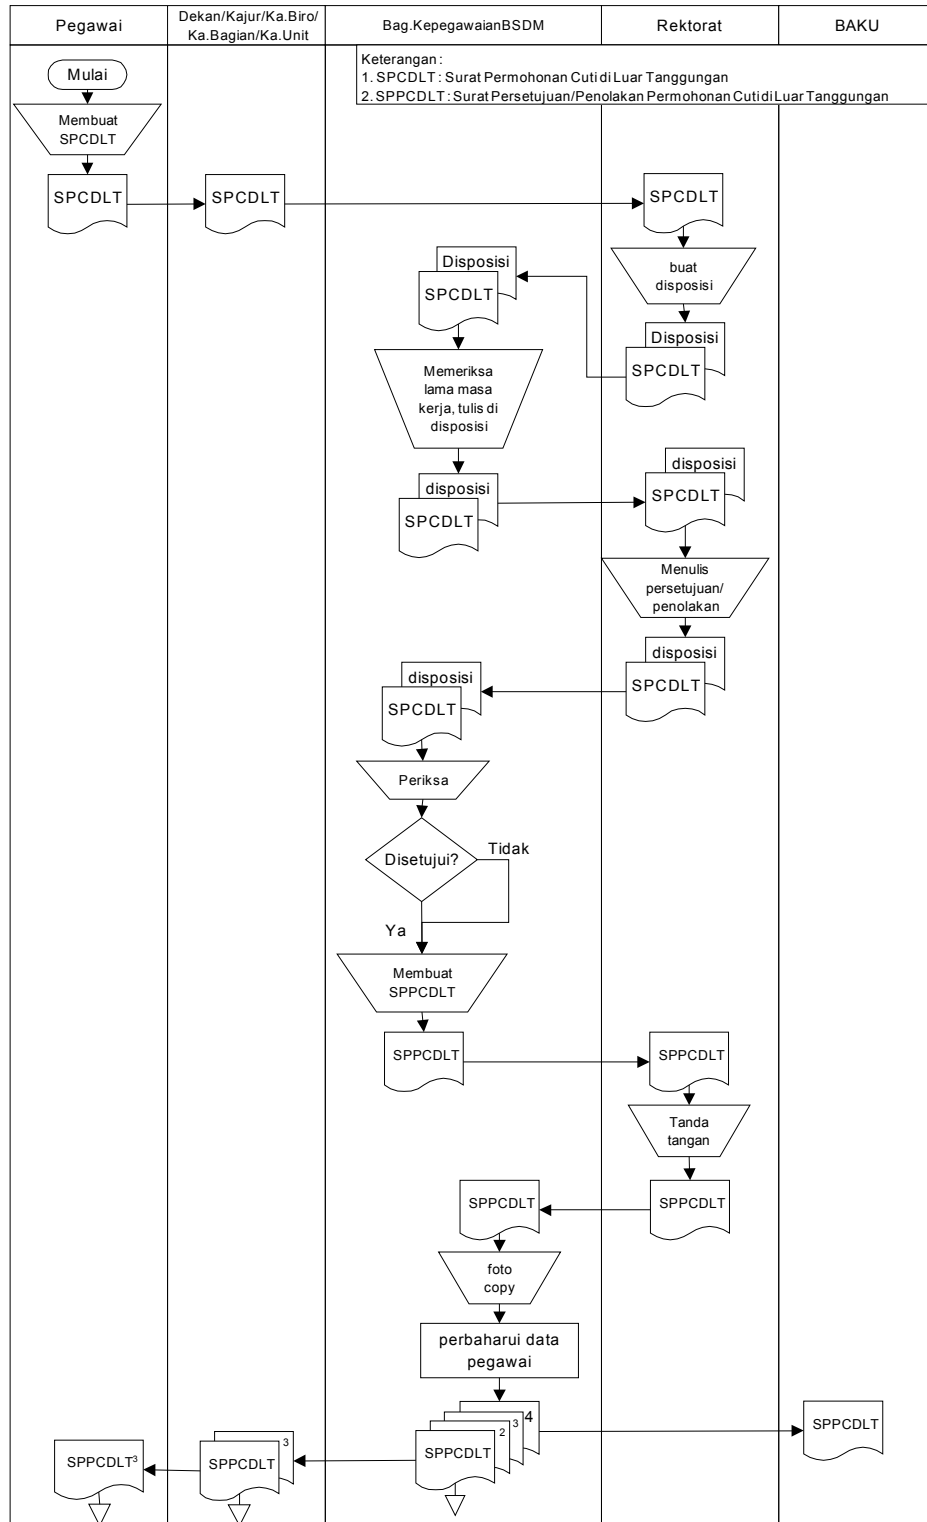 Pegawai
Dekan/Kajur/Ka.Biro/
Ka.Bagian/Ka.Unit
Bag.KepegawaianBSDM
Rektorat
BAKU
Keterangan :
1. SPCDLT : Surat Permohonan Cuti di Luar Tanggungan
2. SPPCDLT : Surat Persetujuan/Penolakan Permohonan Cuti di Luar Tanggungan
Mulai
Membuat
SPCDLT
SPCDLT
SPCDLT
SPCDLT
buat
disposisi
Disposisi
SPCDLT
Disposisi
SPCDLT
Memeriksa
lama masa
kerja, tulis di
disposisi
disposisi
SPCDLT
disposisi
SPCDLT
Menulis
persetujuan/
penolakan
disposisi
SPCDLT
disposisi
SPCDLT
Periksa
Disetujui?
Tidak
Ya
Membuat
SPPCDLT
SPPCDLT
SPPCDLT
Tanda
tangan
SPPCDLT
SPPCDLT
foto
copy
perbaharui data
pegawai
4
3
2
SPPCDLT
SPPCDLT
3
SPPCDLT
SPPCDLT3